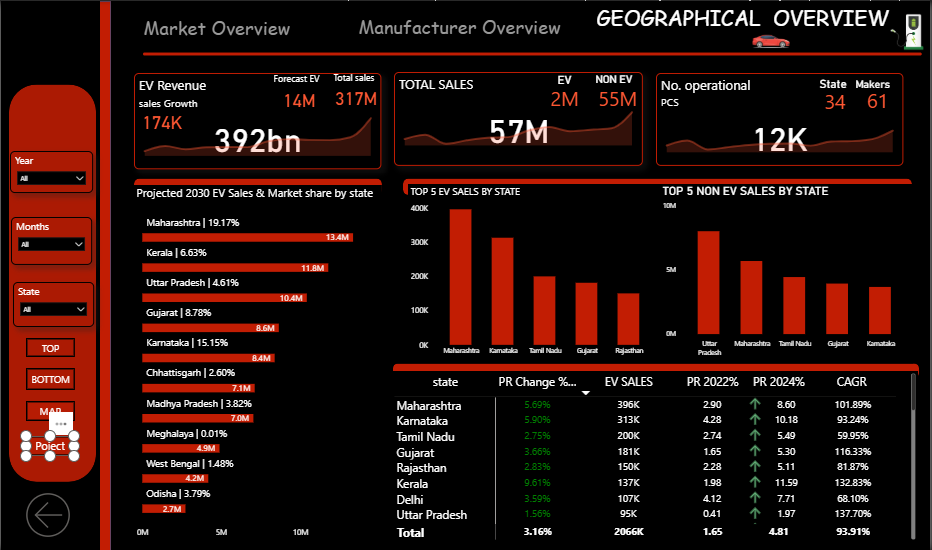 Market Overview
Manufacturer Overview
GEOGRAPHICAL OVERVIEW
EV Revenue
Forecast EV
Total sales
sales Growth
14M
317M
174K
392bn
TOTAL SALES
EV
NON EV
2M
55M
57M
No. operational
State
Makers
PCS
34
61
12K
Year
All
Months
All
State
All
TOP
BOTTOM
MAP
Poject
Projected 2030 EV Sales & Market share by state
Maharashtra | 19.17%
13.4M
Kerala | 6.63%
11.8M
Uttar Pradesh | 4.61%
10.4M
Gujarat | 8.78%
8.6M
Karnataka | 15.15%
8.4M
Chhattisgarh | 2.60%
7.1M
Madhya Pradesh | 3.82%
7.0M
Meghalaya | 0.01%
4.9M
West Bengal | 1.48%
4.2M
Odisha | 3.79%
2.7M
0M
5M
10M
TOP 5 EV SAELS BY STATE
400K
300K
200K
100K
0K
Maharashtra
Karnataka
Tamil Nadu
Gujarat
Rajasthan
TOP 5 NON EV SALES BY STATE
10M
5M
0M
Uttar
Pradesh
Maharashtra
Tamil Nadu
Gujarat
Karnataka
state PR Change %... EV SALES PR 2022% PR 2024% CAGR
Maharashtra 5.69% 396K 2.90 8.60 101.89%
Karnataka 5.90% 313K 4.28 10.18 93.24%
Tamil Nadu 2.75% 200K 2.74 5.49 59.95%
Gujarat 3.66% 181K 1.65 5.30 116.33%
Rajasthan 2.83% 150K 2.28 5.11 81.87%
Kerala 9.61% 137K 1.98 11.59 132.83%
Delhi 3.59% 107K 4.12 7.71 68.10%
Uttar Pradesh 1.56% 95K 0.41 1.97 137.70%
Total 3.16% 2066K 1.65 4.81 93.91%